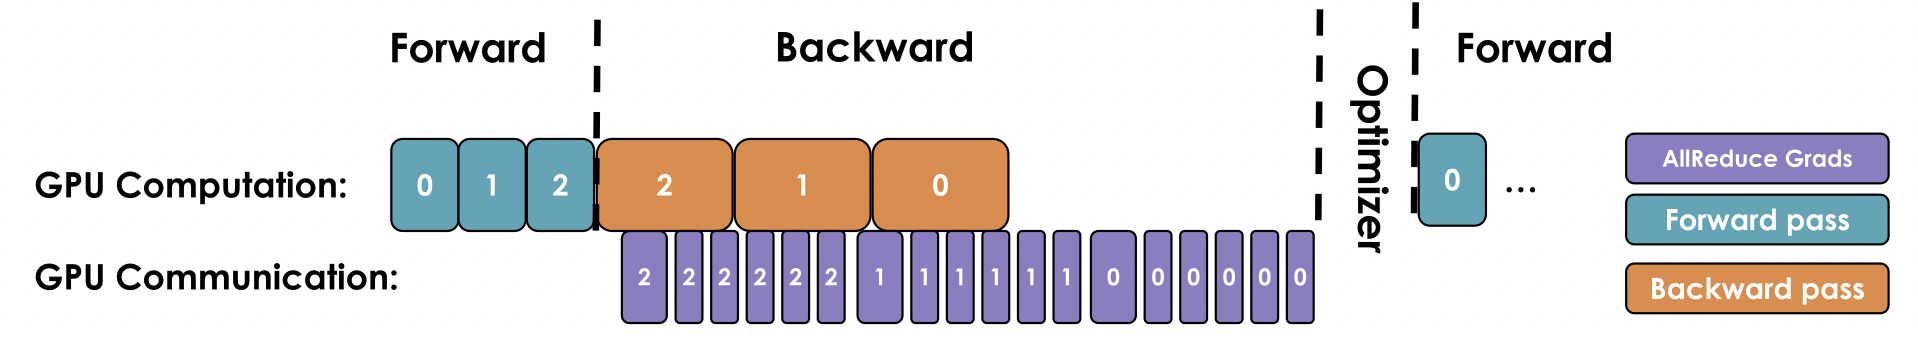 Forward
Backward
Optimizer
Forward
GPU Computation:
0 1 2 2 1 0 0 ...
GPU Communication:
2 2 2 2 2 2 1 1 1 1 1 1 0 0 0 0 0 0
AllReduce Grads
Forward pass
Backward pass